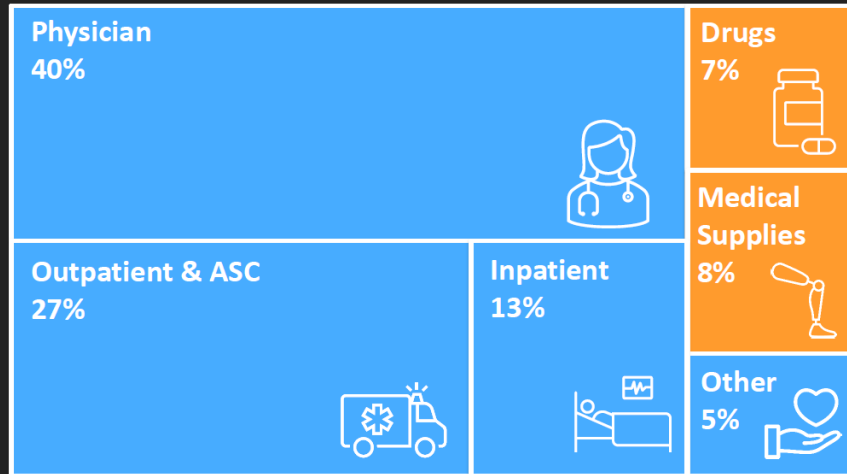 Physician
40%
Drugs
7%
Medical
Supplies
8%
Outpatient & ASC
27%
Inpatient
13%
Other
5%